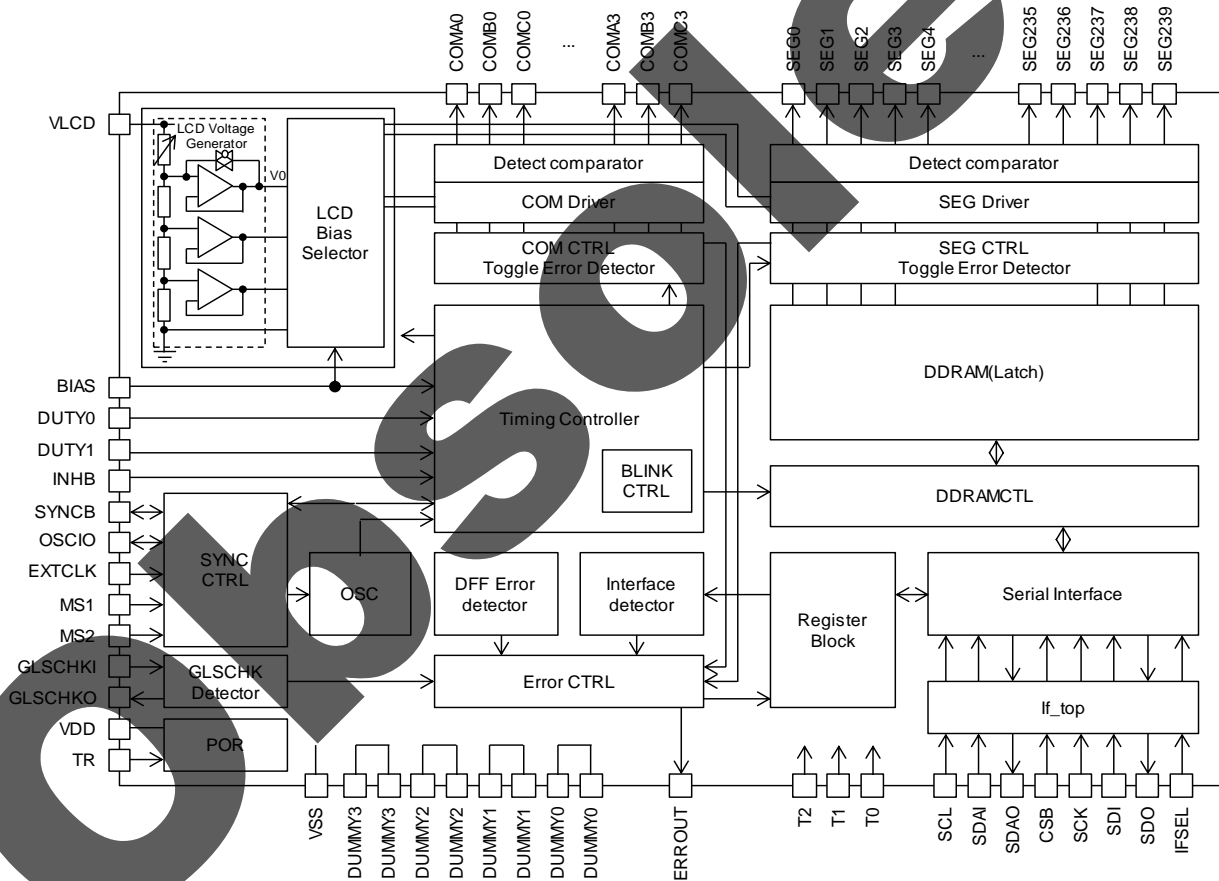 COMA0
COMB0
COMC0
...
COMA3
COMB3
COMC3
SEG0
SEG1
SEG2
SEG3
SEG4
...
SEG235
SEG236
SEG237
SEG238
SEG239
VLCD
LCD Voltage
Generator
V0
LCD
Bias
Selector
Detect comparator
COM Driver
COM CTRL
Toggle Error Detector
Detect comparator
SEG Driver
SEG CTRL
Toggle Error Detector
BIAS
DUTY0
DUTY1
INHB
SYNCB
OSCIO
EXTCLK
MS1
MS2
GLSCHKI
GLSCHKO
VDD
TR
Timing Controller
BLINK
CTRL
DDRAM(Latch)
DDRAMCTL
SYNC
CTRL
OSC
DFF Error
detector
Interface
detector
Register
Block
Serial Interface
GLSCHK
Detector
Error CTRL
If_top
POR
VSS
DUMMY3
DUMMY3
DUMMY2
DUMMY2
DUMMY1
DUMMY1
DUMMY0
DUMMY0
ERROUT
T2
T1
T0
SCL
SDAI
SDAO
CSB
SCK
SDI
SDO
IFSEL
Obsole